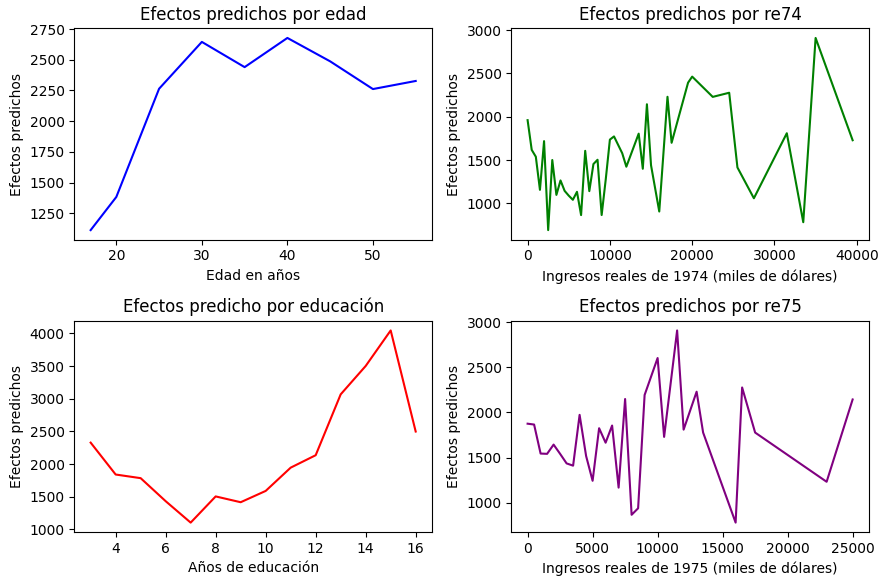 Efectos predichos por edad
Efectos predichos
2750
2500
2250
2000
1750
1500
1250
20 30 40 50
Edad en años
Efectos predichos por re74
Efectos predichos
3000
2500
2000
1500
1000
0 10000 20000 30000 40000
Ingresos reales de 1974 (miles de dólares)
Efectos predicho por educación
Efectos predichos
4000
3500
3000
2500
2000
1500
1000
4 6 8 10 12 14 16
Años de educación
Efectos predichos por re75
Efectos predichos
3000
2500
2000
1500
1000
0 5000 10000 15000 20000 25000
Ingresos reales de 1975 (miles de dólares)